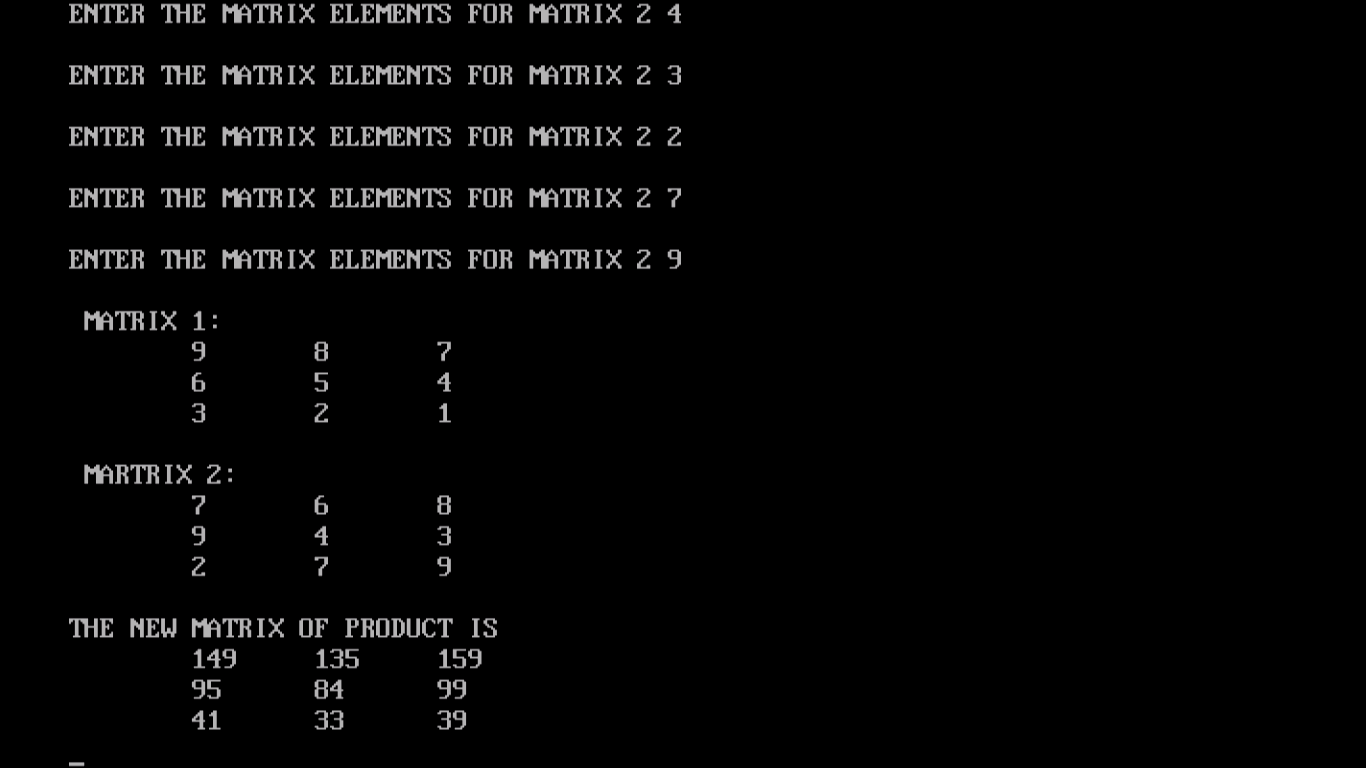 ENTER THE MATRIX ELEMENTS FOR MATRIX 2 4
ENTER THE MATRIX ELEMENTS FOR MATRIX 2 3
ENTER THE MATRIX ELEMENTS FOR MATRIX 2 2
ENTER THE MATRIX ELEMENTS FOR MATRIX 2 7
ENTER THE MATRIX ELEMENTS FOR MATRIX 2 9
MATRIX 1:
9 8 7
6 5 4
3 2 1
MARTRIX 2:
7 6 8
9 4 3
2 7 9
THE NEW MATRIX OF PRODUCT IS
149 135 159
95 84 99
41 33 39
_